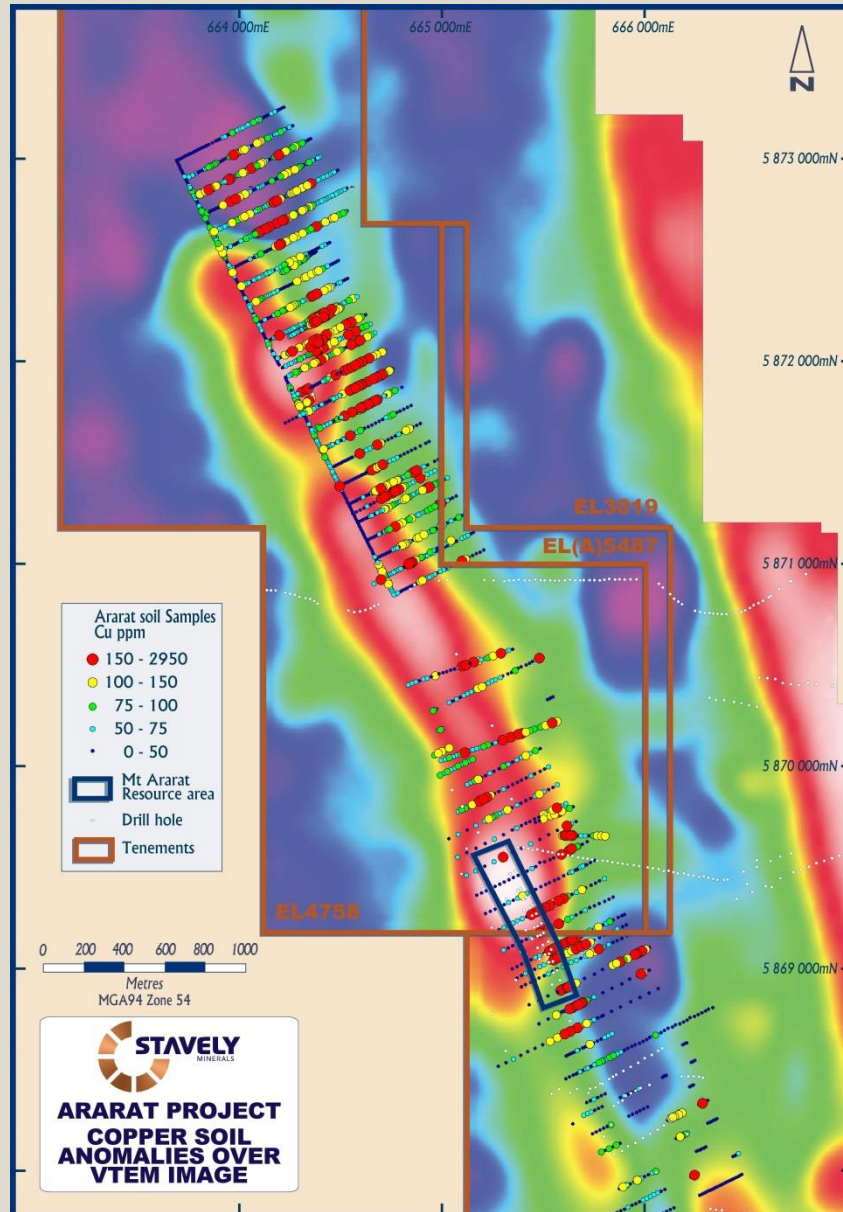 664 000mE
665 000mE
666 000mE
N
5 873 000mN
5 872 000mN
EL3019
EL(A)5487
5 871 000mN
Ararat soil Samples
Cu ppm
150 - 2950
100 - 150
75 - 100
50 - 75
0 - 50
Mt Ararat
Resource area
Drill hole
Tenements
5 870 000mN
EL4758
0 200 400 600 800 1000
Metres
MGA94 Zone 54
5 869 000mN
STAVELY
MINERALS
ARARAT PROJECT
COPPER SOIL
ANOMALIES OVER
VTEM IMAGE